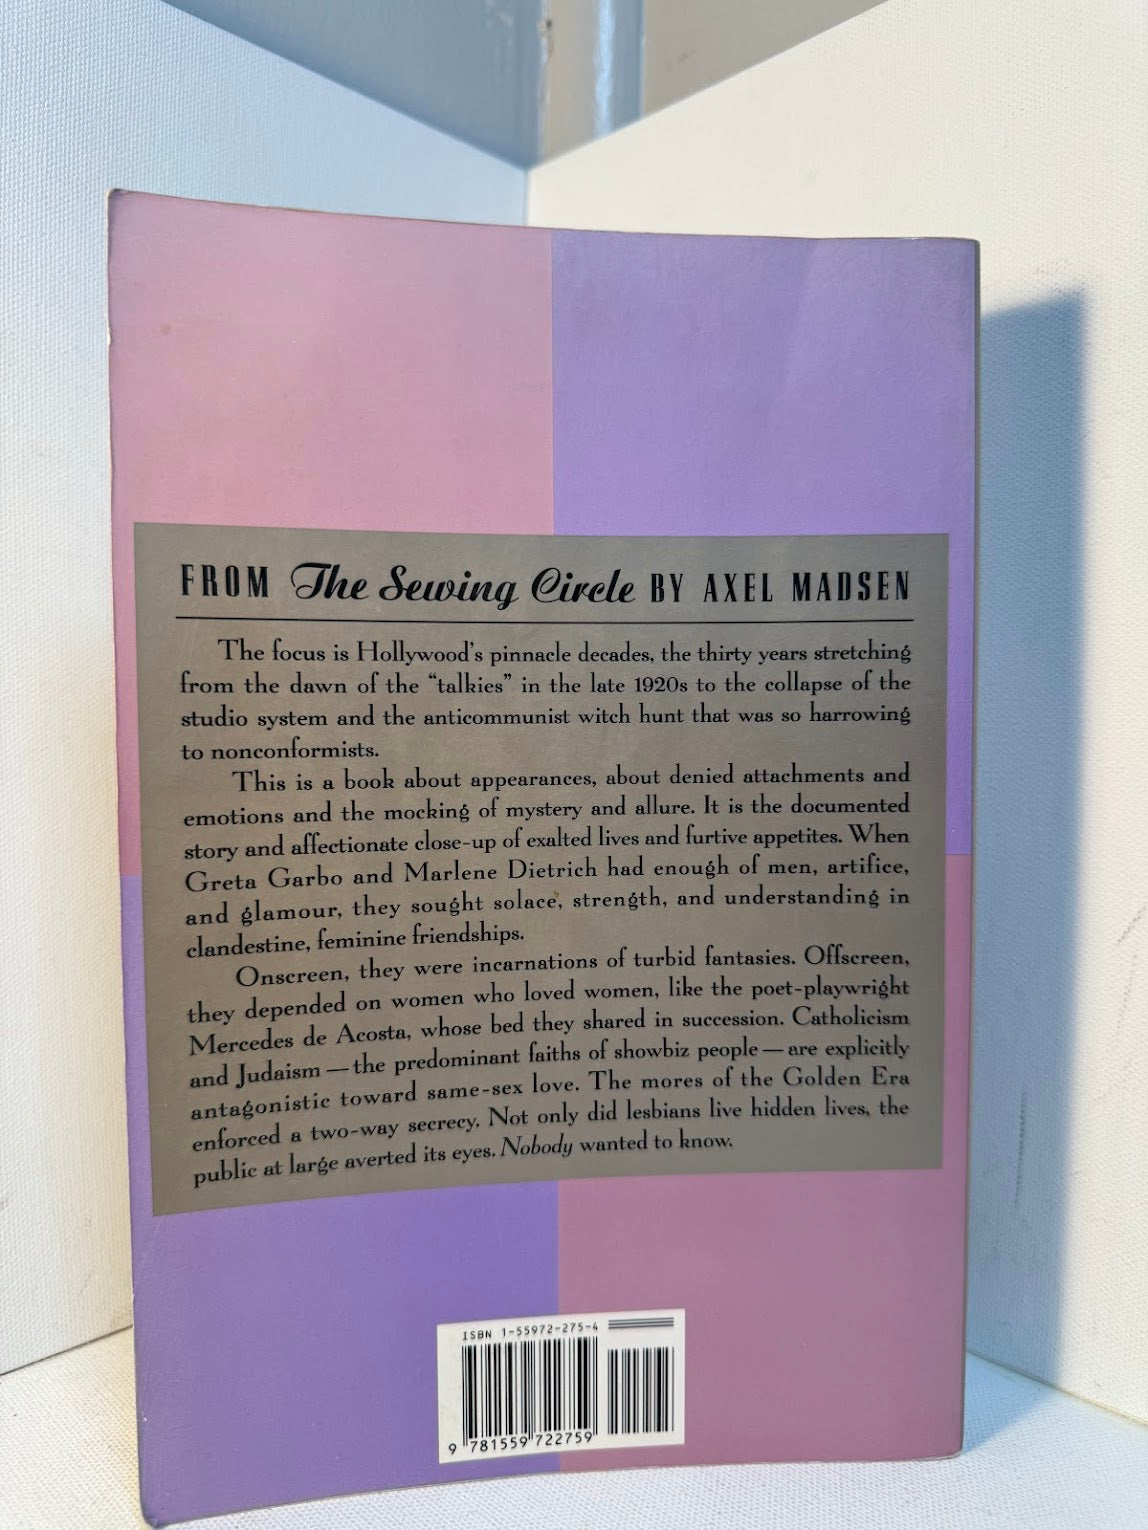 FROM The Sewing Circle BY AXEL MADSEN
The focus is Hollywood's pinnacle decades, the thirty years stretching
from the dawn of the “talkies” in the late 1920s to the collapse of the
studio system and the anticommunist witch hunt that was so harrowing
to nonconformists.
This is a book about appearances, about denied attachments and
emotions and the mocking of mystery and allure. It is the documented
story and affectionate close-up of exalted lives and furtive appetites. When
Greta Garbo and Marlene Dietrich had enough of men, artifice,
and glamour, they sought solace, strength, and understanding in
clandestine, feminine friendships.
Onscreen, they were incarnations of turbid fantasies. Offscreen,
they depended on women who loved women, like the poet-playwright
Mercedes de Acosta, whose bed they shared in succession. Catholicism
and Judaism—the predominant faiths of showbiz people—are explicitly
antagonistic toward same-sex love. The mores of the Golden Era
enforced a two-way secrecy. Not only did lesbians live hidden lives, the
public at large averted its eyes. Nobody wanted to know.
ISBN 1-55972-275-4
9 781559 722759